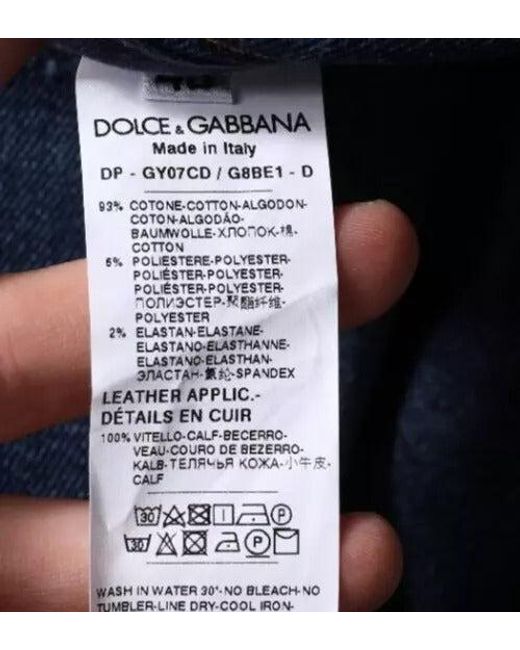 DOLCE & GABBANA
Made in Italy
DP - GY07CD / G8BE1 - D
93% COTONE-COTTON-ALGODON-
COTON-ALGODÃO-
BAUMWOLLE-ХЛОПОК-棉-
COTTON
5% POLIESTERE-POLYESTER-
POLIÉSTER-POLYESTER-
POLIÉSTER-POLYESTER-
ПОЛИЭСТЕР-聚酯纤维-
POLYESTER
2% ELASTAN-ELASTANE-
ELASTANO-ELASTHANNE-
ELASTANO-ELASTHAN-
ЭЛАСТАН-氨纶-SPANDEX
LEATHER APPLIC.-
DÉTAILS EN CUIR
100% VITELLO-CALF-BECERRO-
VEAU-COURO DE BEZERRO-
KALB-ТЕЛЯЧЬЯ КОЖА-小牛皮-
CALF
30 P
30 P
WASH IN WATER 30°-NO BLEACH-NO
TUMBLER-LINE DRY-COOL IRON-